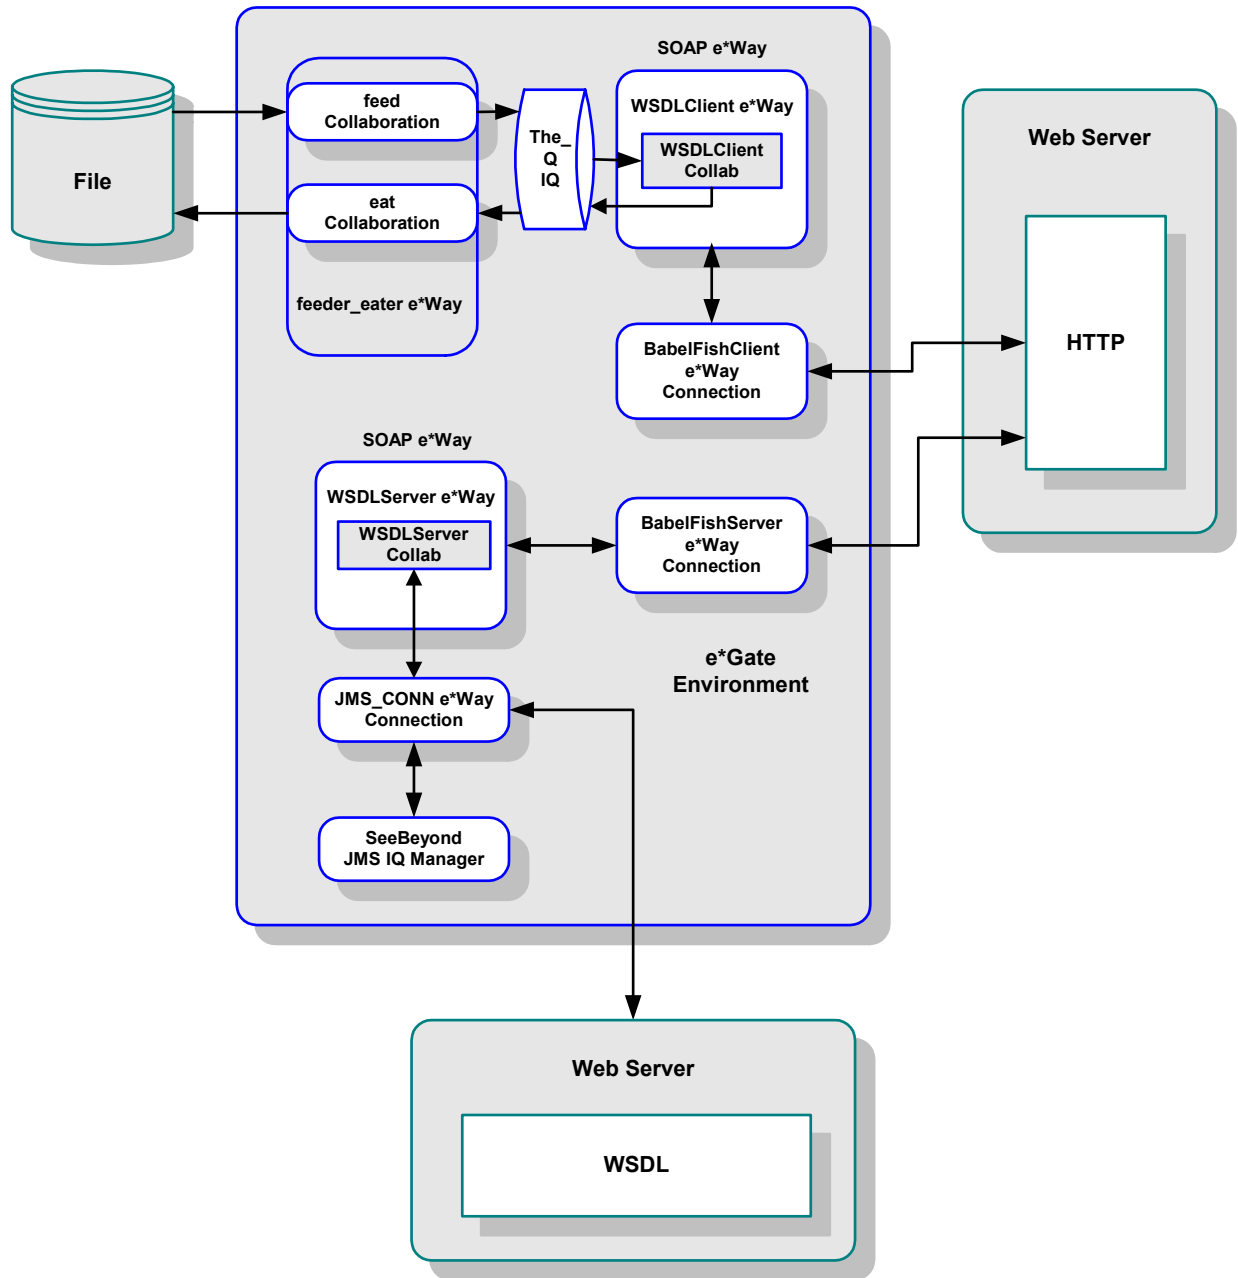 SOAP e*Way
feed
Collaboration
WSDLClient e*Way
The_
Q
IQ
WSDLClient
Collab
Web Server
File
eat
Collaboration
feeder_eater e*Way
BabelFishClient
e*Way
Connection
HTTP
SOAP e*Way
WSDLServer e*Way
WSDLServer
Collab
BabelFishServer
e*Way
Connection
e*Gate
Environment
JMS_CONN e*Way
Connection
SeeBeyond
JMS IQ Manager
Web Server
WSDL